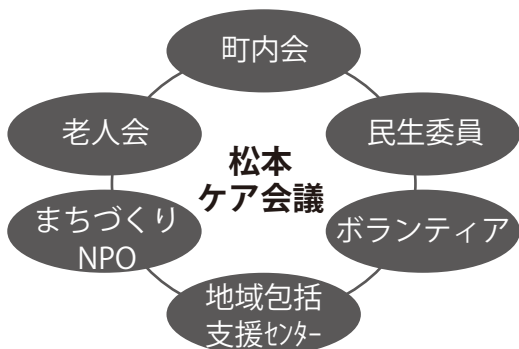 町内会
老人会
民生委員
松本
ケア会議
まちづくり
NPO
ボランティア
地域包括
支援ｾﾝﾀｰ